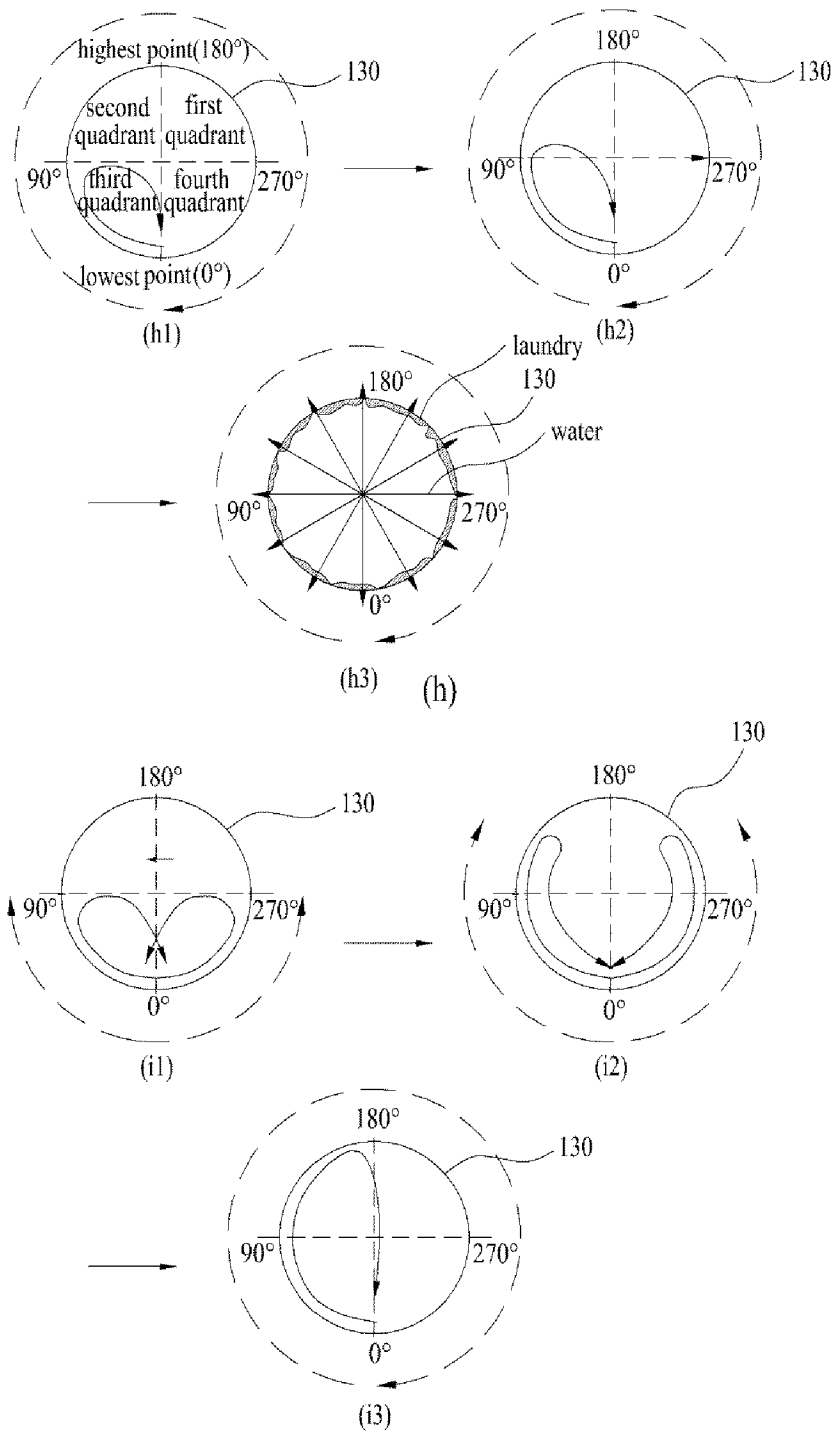 highest point(180°)
130
second quadrant
first quadrant
90°
270°
third quadrant
fourth quadrant
lowest point(0°)
(h1)
180°
130
90°
270°
0°
(h2)
laundry
180°
130
water
90°
270°
0°
(h3)
(h)
180°
130
90°
270°
0°
(i1)
130
180°
90°
270°
0°
(i2)
180°
130
90°
270°
0°
(i3)